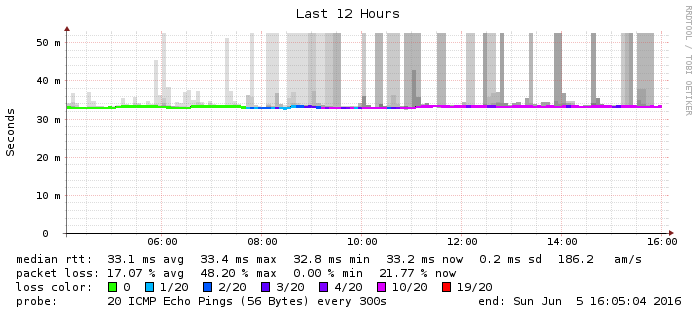 Last 12 Hours
RRDTOOL / TOBI OETIKER
Seconds
50 m
40 m
30 m
20 m
10 m
0
06:00 08:00 10:00 12:00 14:00 16:00
median rtt: 33.1 ms avg 33.4 ms max 32.8 ms min 33.2 ms now 0.2 ms sd 186.2 am/s
packet loss: 17.07 % avg 48.20 % max 0.00 % min 21.77 % now
loss color: 0 1/20 2/20 3/20 4/20 10/20 19/20
probe: 20 ICMP Echo Pings (56 Bytes) every 300s end: Sun Jun 5 16:05:04 2016